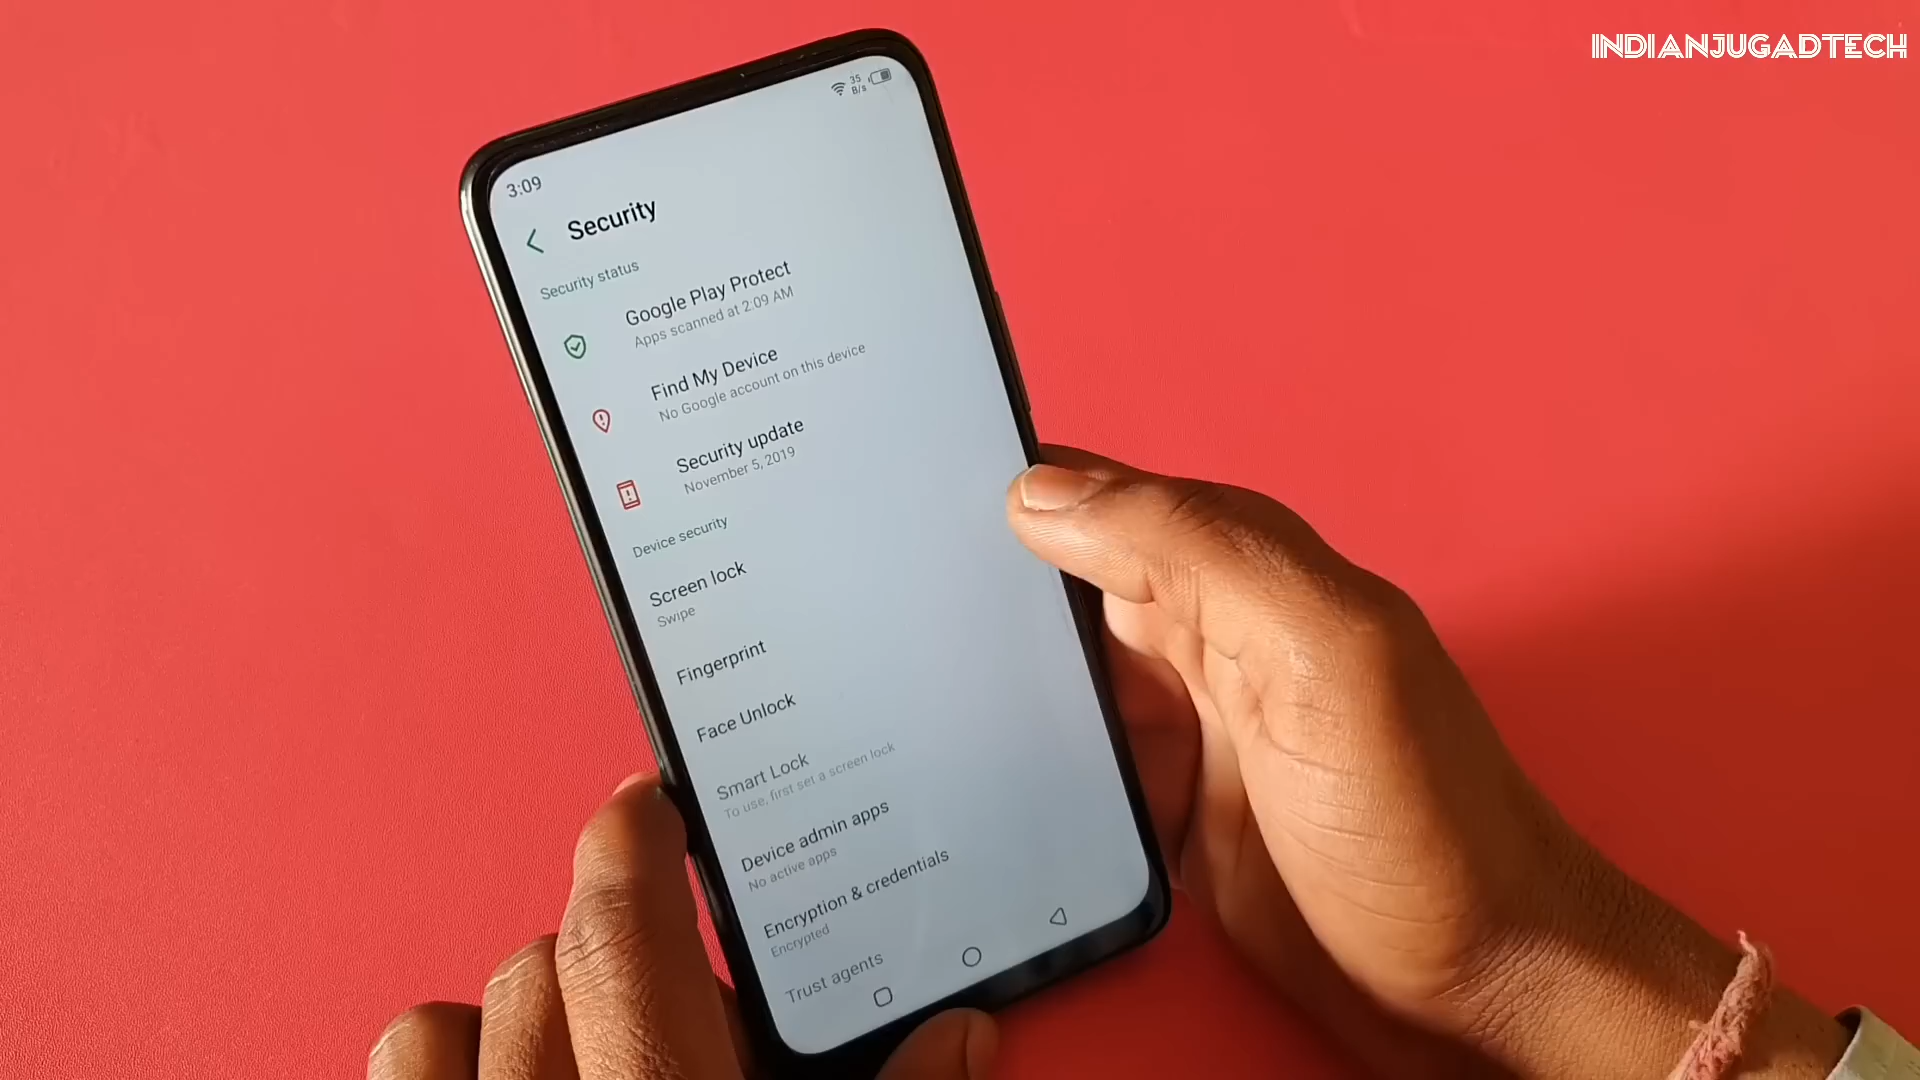 INDIANJUGADTECH
35
B/s
3:09
Security
Security status
Google Play Protect
Apps scanned at 2:09 AM
Find My Device
No Google account on this device
Security update
November 5, 2019
Device security
Screen lock
Swipe
Fingerprint
Face Unlock
Smart Lock
To use, first set a screen lock
Device admin apps
No active apps
Encryption & credentials
Encrypted
Trust agents